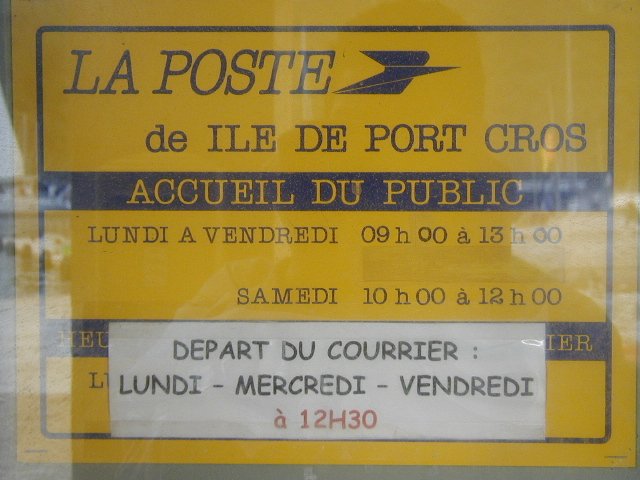 LA POSTE
de ILE DE PORT CROS
ACCUEIL DU PUBLIC
LUNDI A VENDREDI 09 h 00 à 13 h 00
SAMEDI 10 h 00 à 12 h 00
DEPART DU COURRIER :
LUNDI - MERCREDI - VENDREDI
à 12H30